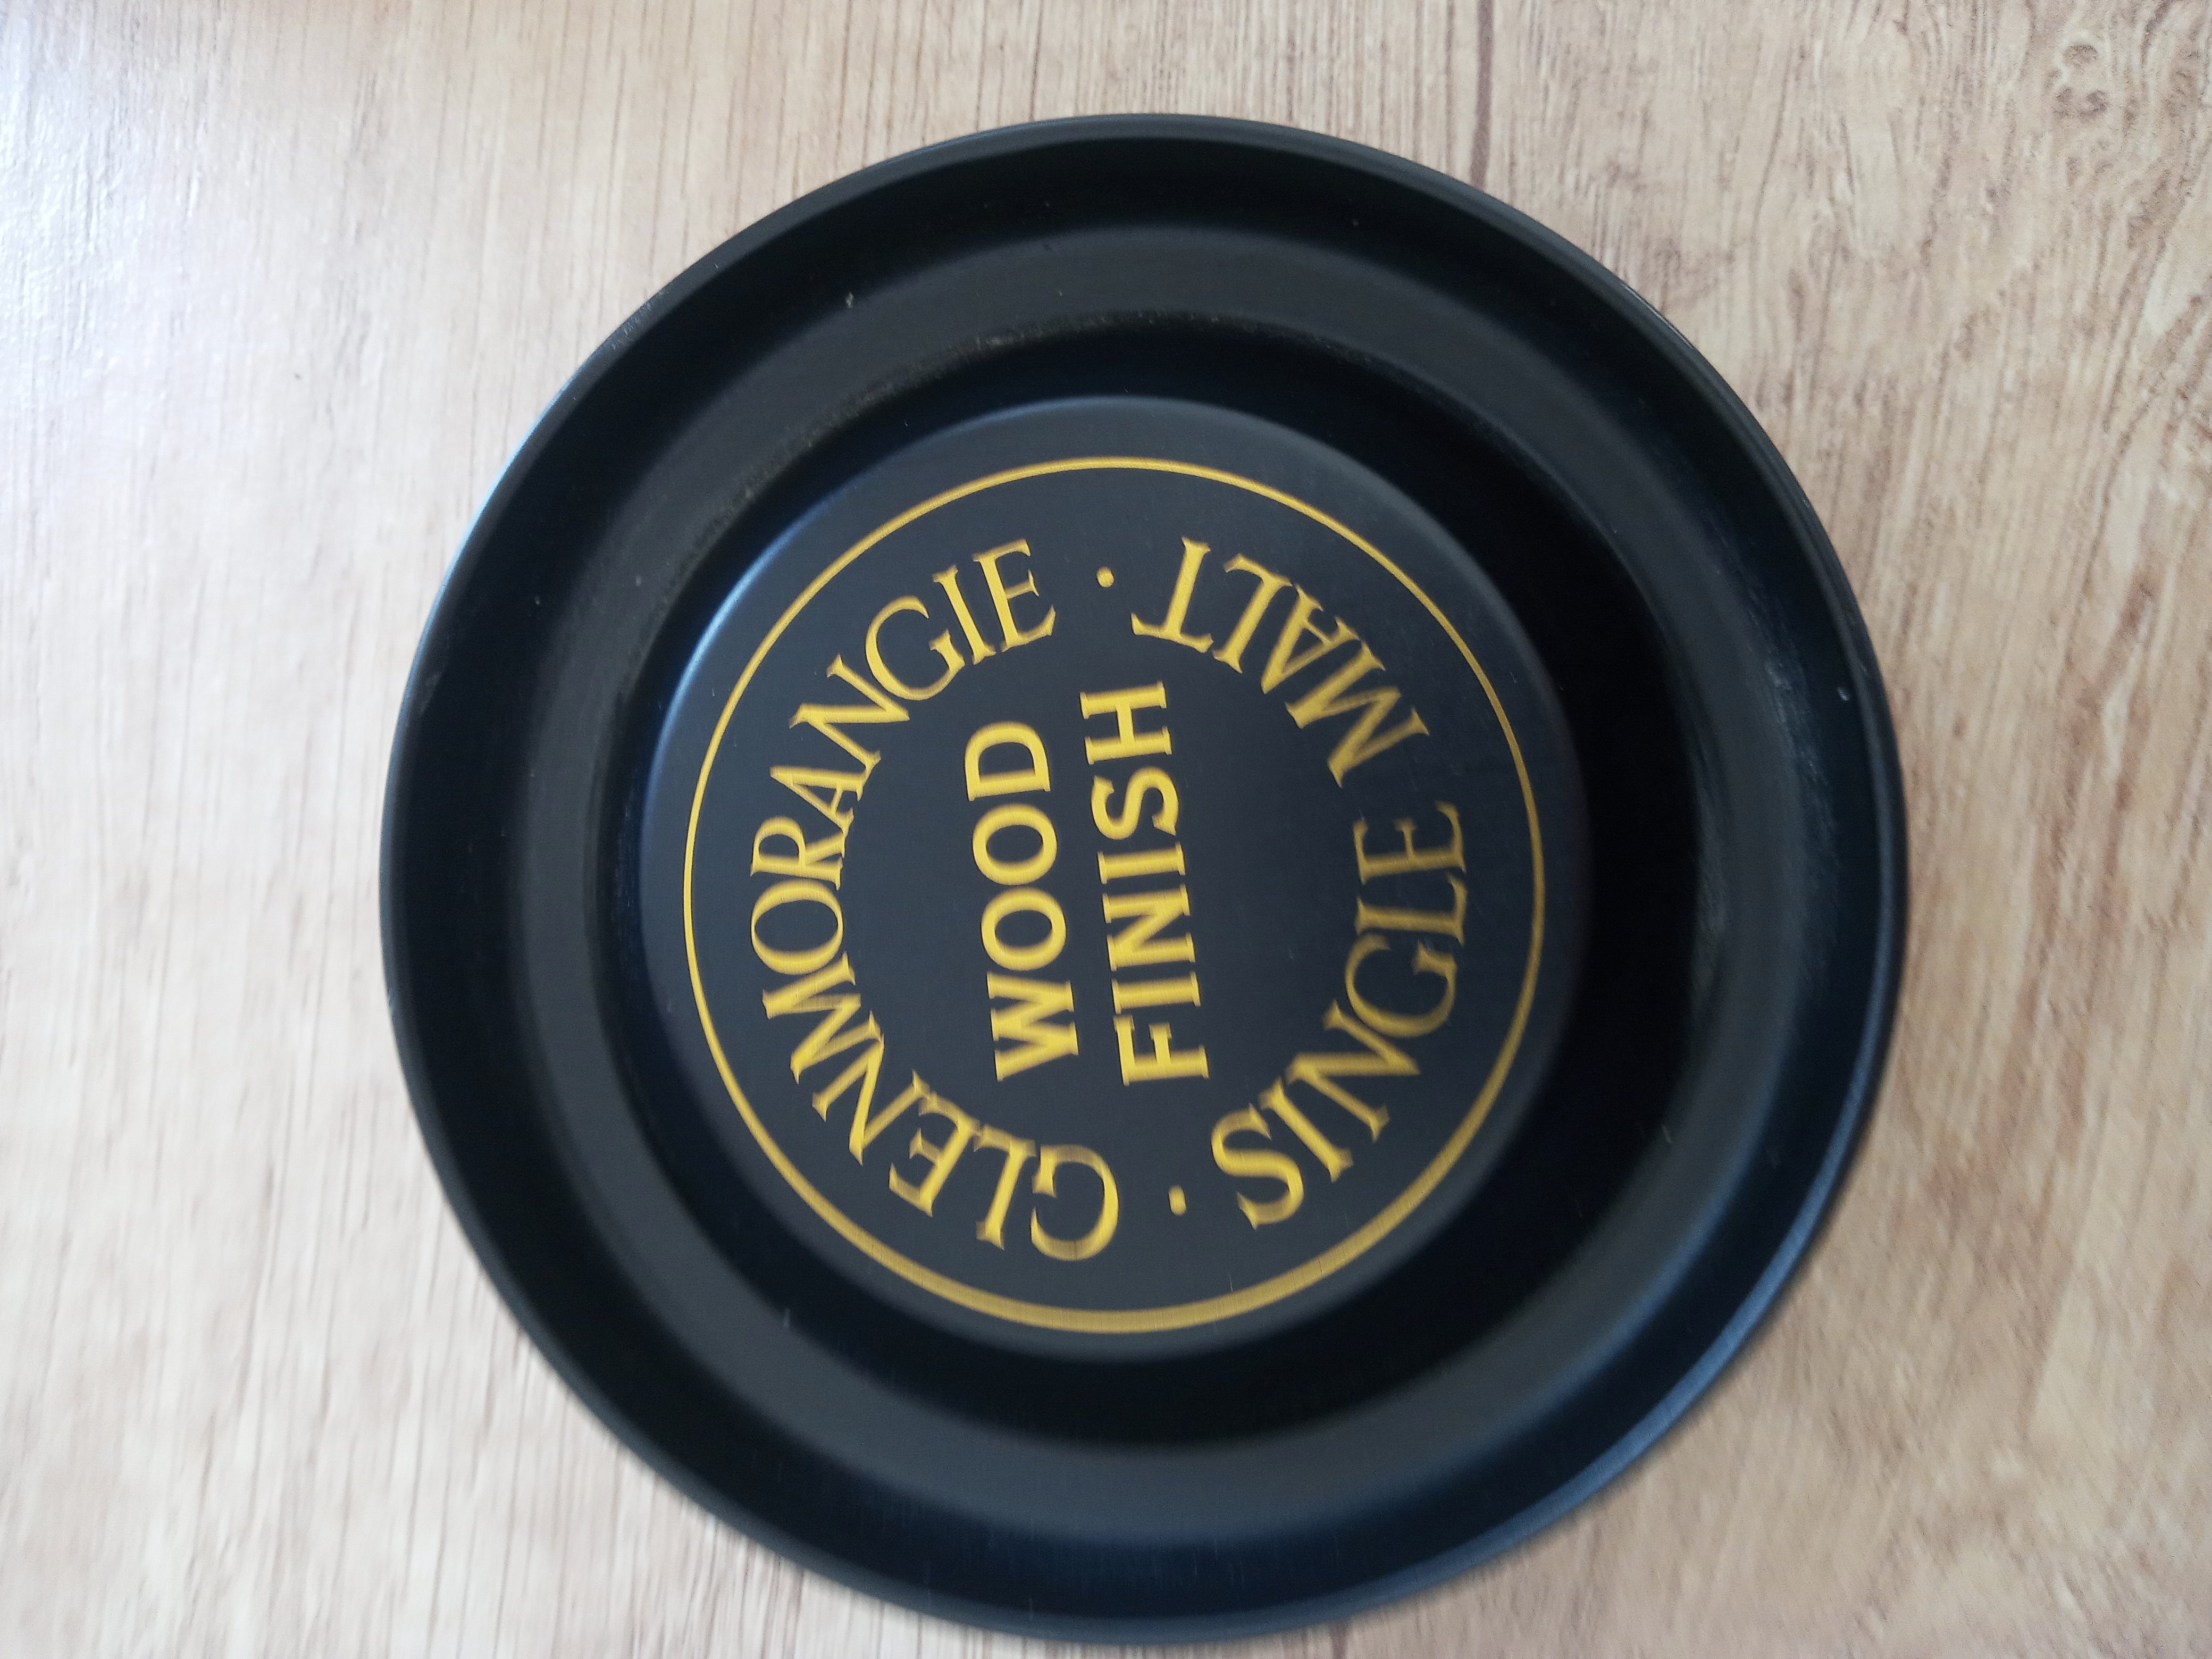 GLENMORANGIE ·
WOOD
FINISH
SINGLE MALT ·